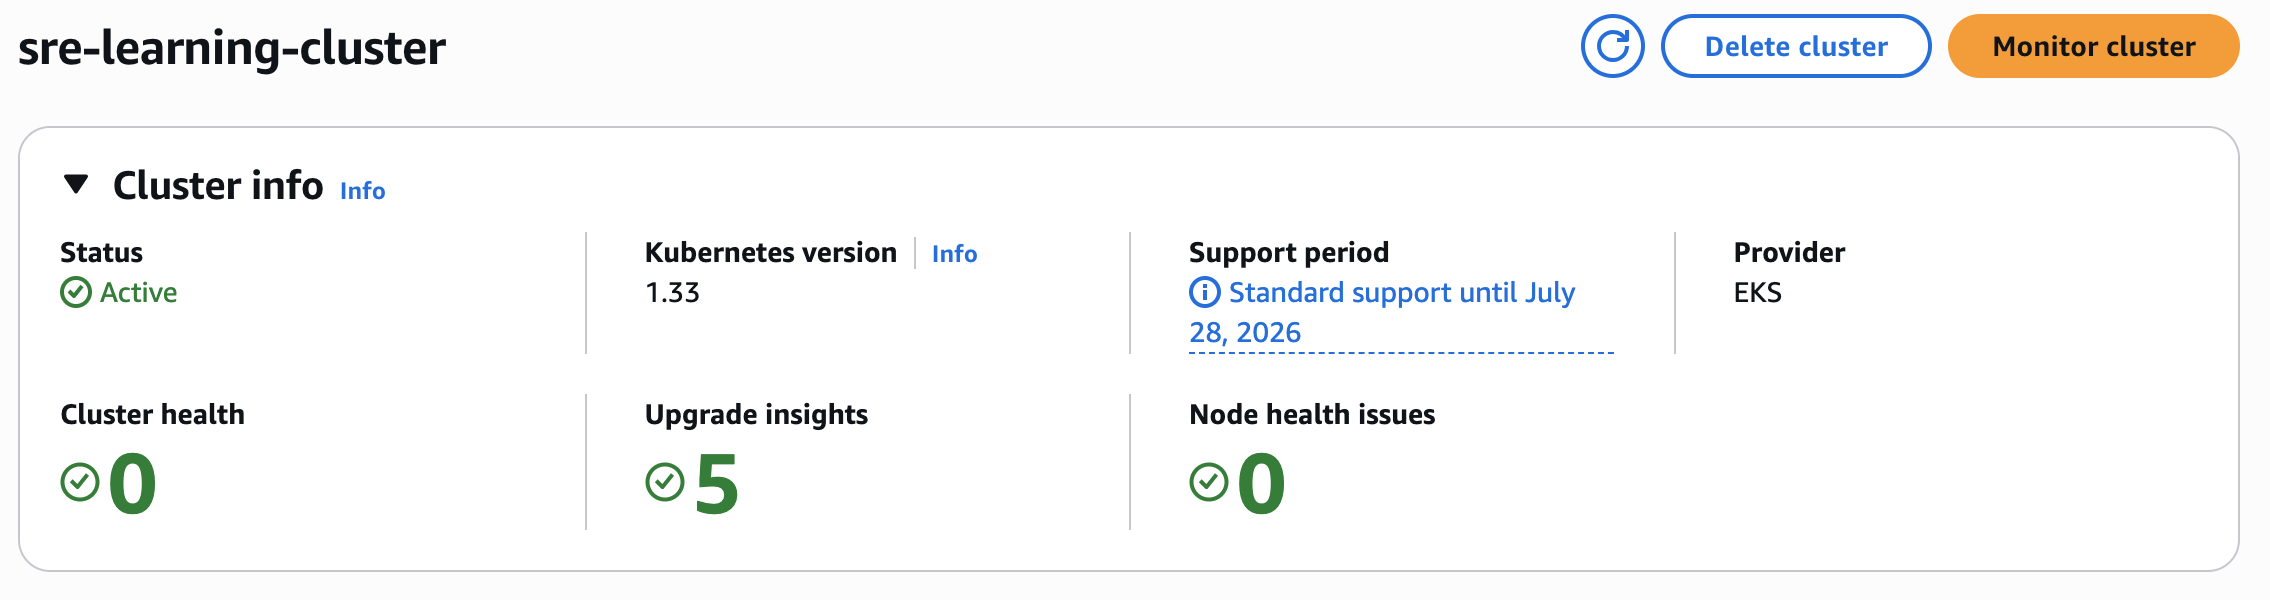 sre-learning-cluster
Delete cluster
Monitor cluster
Cluster info Info
Status
Active
Kubernetes version Info
1.33
Support period
Standard support until July
28, 2026
Provider
EKS
Cluster health
0
Upgrade insights
5
Node health issues
0